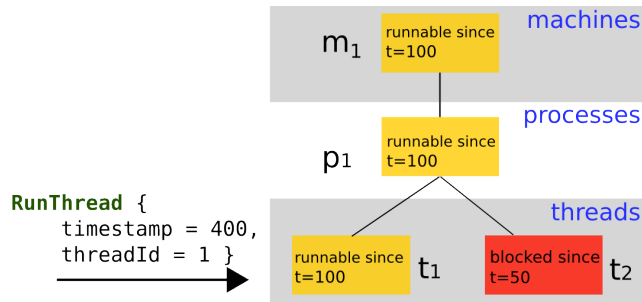 machines
m1
runnable since
t=100
processes
p1
runnable since
t=100
RunThread {
timestamp = 400,
threadId = 1 }
threads
runnable since
t=100
t1
blocked since
t=50
t2